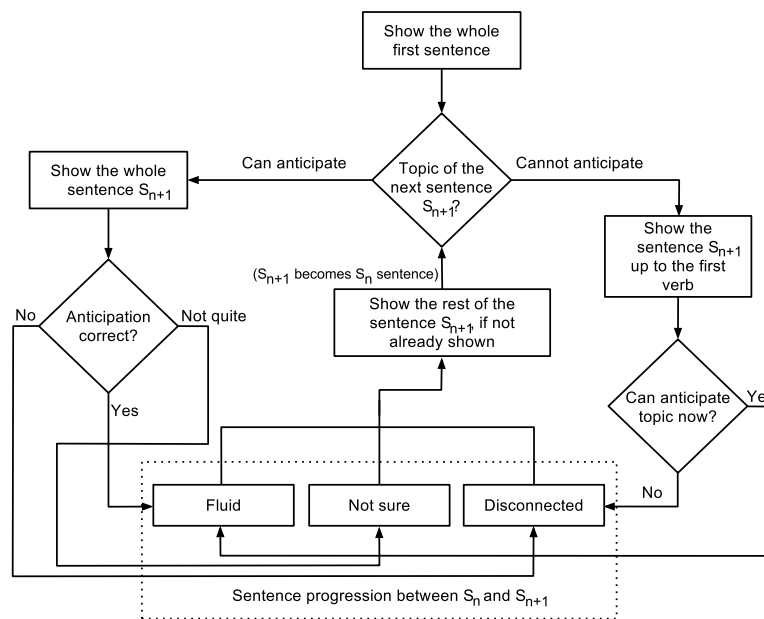 Show the whole
first sentence
Can anticipate
Topic of the
next sentence
Sn+1?
Cannot anticipate
Show the whole
sentence Sn+1
Show the
sentence Sn+1
up to the first
verb
(Sn+1 becomes Sn sentence)
Show the rest of the
sentence Sn+1, if not
already shown
No
Anticipation
correct?
Not quite
Yes
Can anticipate
topic now?
Ye
No
Fluid
Not sure
Disconnected
Sentence progression between Sn and Sn+1